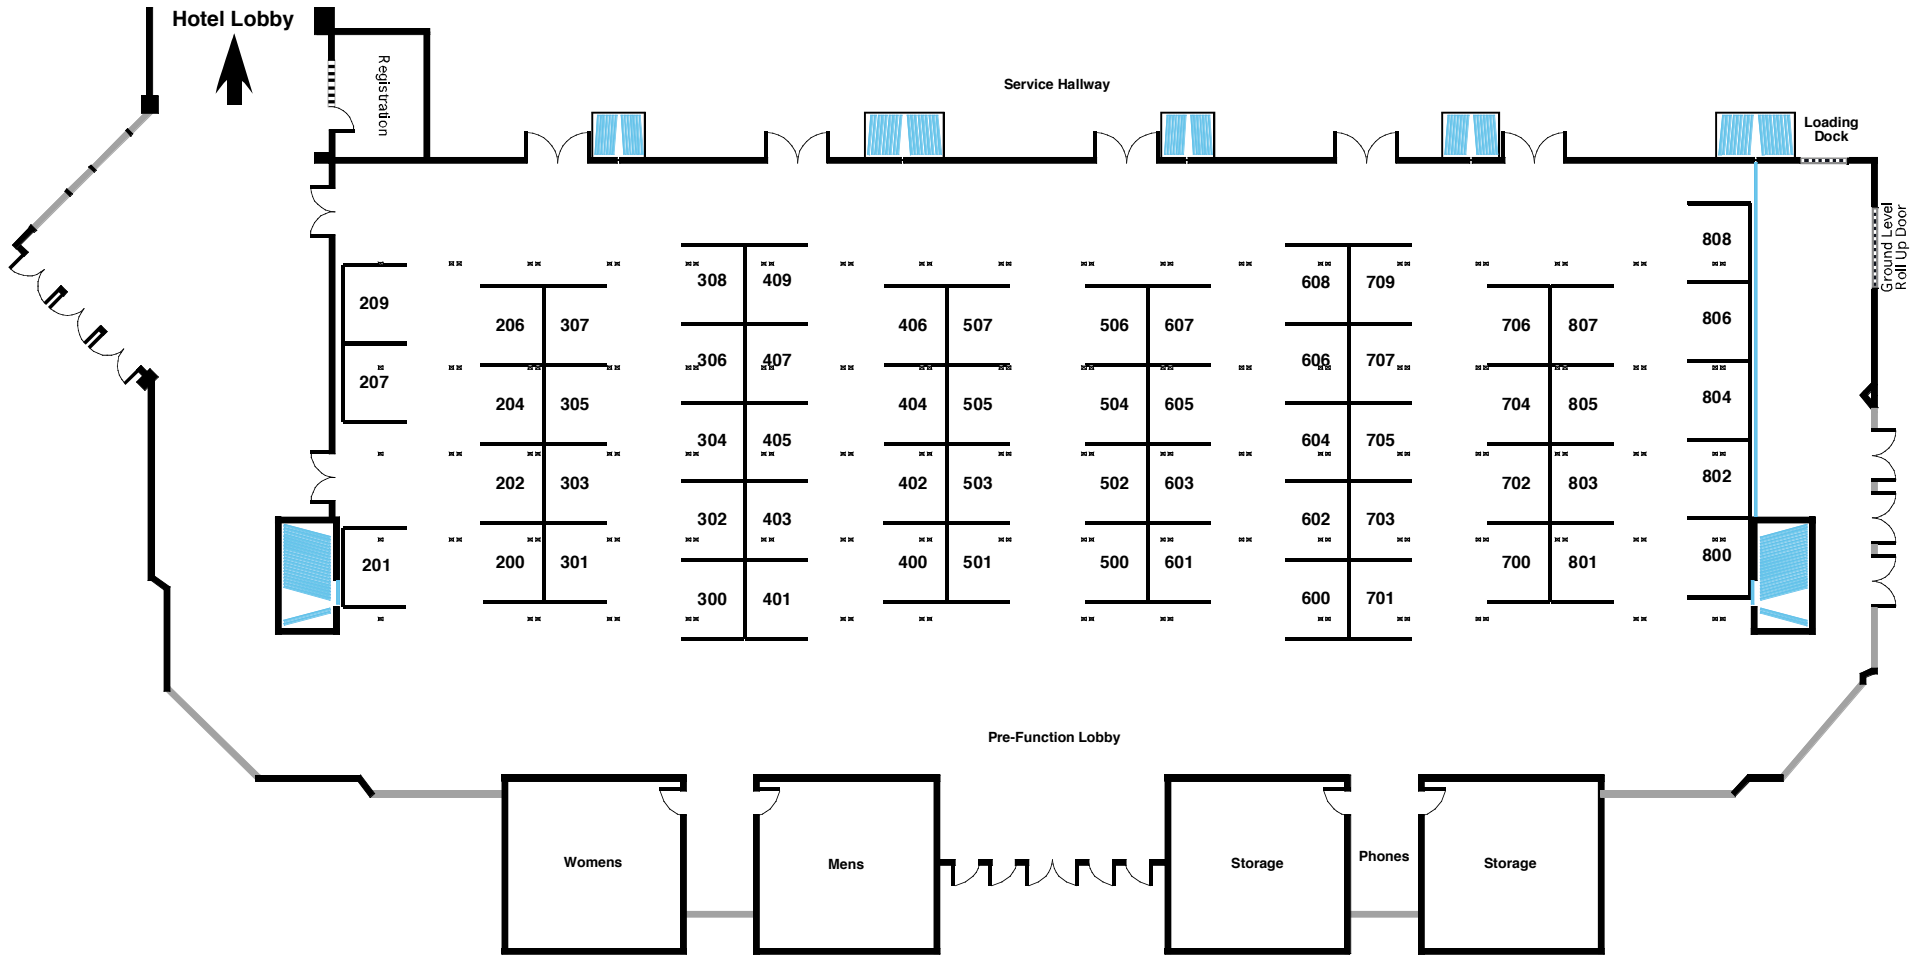 Hotel Lobby
Registration
Service Hallway
Loading
Dock
Ground Level
Roll Up Door
808
308 409
608 709
209
806
206 307
406 507
506 607
706 807
306 407
606 707
207
804
204 305
404 505
504 605
704 805
304 405
604 705
802
202 303
402 503
502 603
702 803
302 403
602 703
800
201
200 301
400 501
500 601
700 801
300 401
600 701
Pre-Function Lobby
Womens
Mens
Storage
Phones
Storage